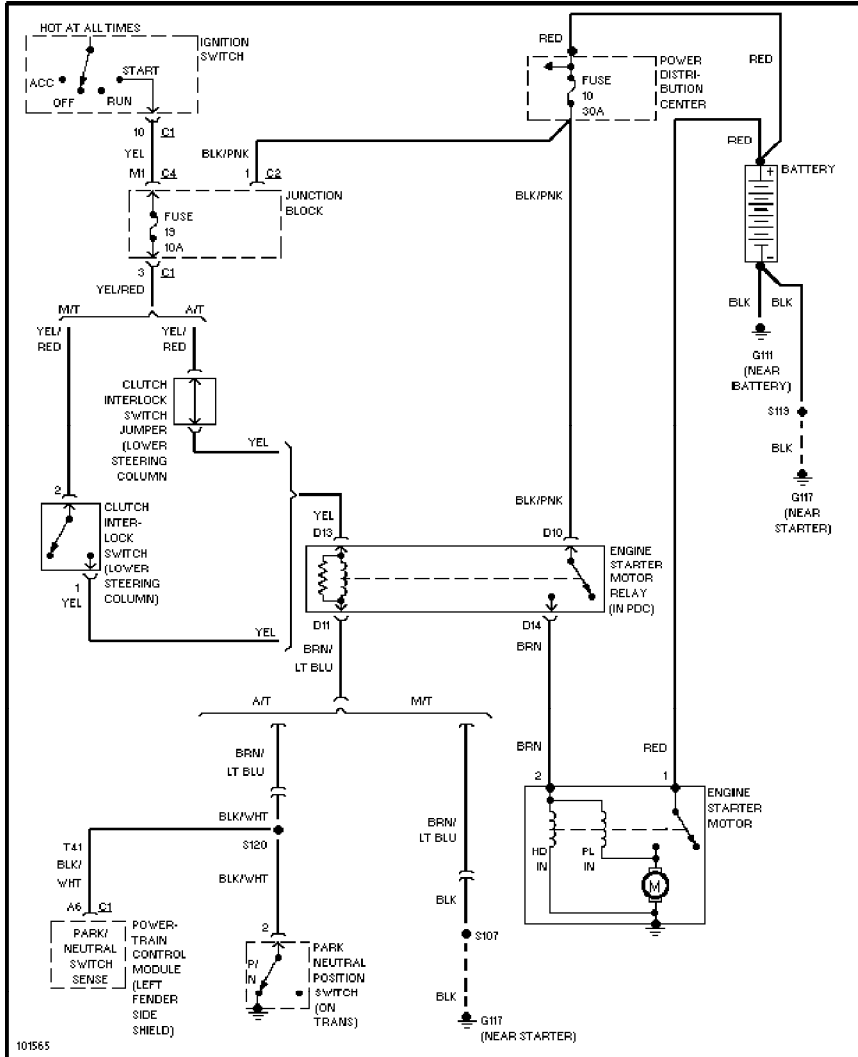 HOT AT ALL TIMES
IGNITION
SWITCH
ACC
OFF
RUN
START
10 C1
YEL
M1 C4
BLK/PNK
1 C2
JUNCTION
BLOCK
FUSE
19
10A
3 C1
YEL/RED
M/T
A/T
YEL/
RED
YEL/
RED
CLUTCH
INTERLOCK
SWITCH
JUMPER
(LOWER
STEERING
COLUMN
YEL
2
CLUTCH
INTER-
LOCK
SWITCH
(LOWER
STEERING
COLUMN)
1
YEL
YEL
RED
FUSE
10
30A
POWER
DISTRI-
BUTION
CENTER
RED
RED
BATTERY
+
-
BLK/PNK
BLK
BLK
G111
(NEAR
BATTERY)
S119
BLK
G117
(NEAR
STARTER)
BLK/PNK
YEL
D13
D10
ENGINE
STARTER
MOTOR
RELAY
(IN PDC)
D11
D14
BRN/
LT BLU
BRN
A/T
M/T
BRN/
LT BLU
BLK/WHT
S120
T41
BLK/
WHT
BLK/WHT
A6 C1
PARK/
NEUTRAL
SWITCH
SENSE
POWER-
TRAIN
CONTROL
MODULE
(LEFT
FENDER
SIDE
SHIELD)
2
P/
N
PARK
NEUTRAL
POSITION
SWITCH
(ON
TRANS)
BRN/
LT BLU
BLK
S107
BLK
G117
(NEAR STARTER)
BRN
RED
2
1
ENGINE
STARTER
MOTOR
HD
IN
PL
IN
M
101565